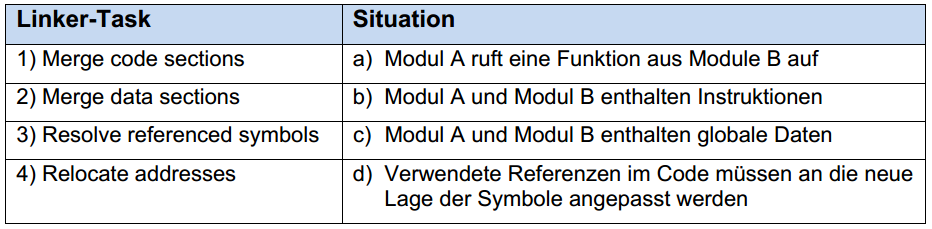 Linker-Task Situation
1) Merge code sections a) Modul A ruft eine Funktion aus Module B auf
2) Merge data sections b) Modul A und Modul B enthalten Instruktionen
3) Resolve referenced symbols c) Modul A und Modul B enthalten globale Daten
4) Relocate addresses d) Verwendete Referenzen im Code müssen an die neue
Lage der Symbole angepasst werden